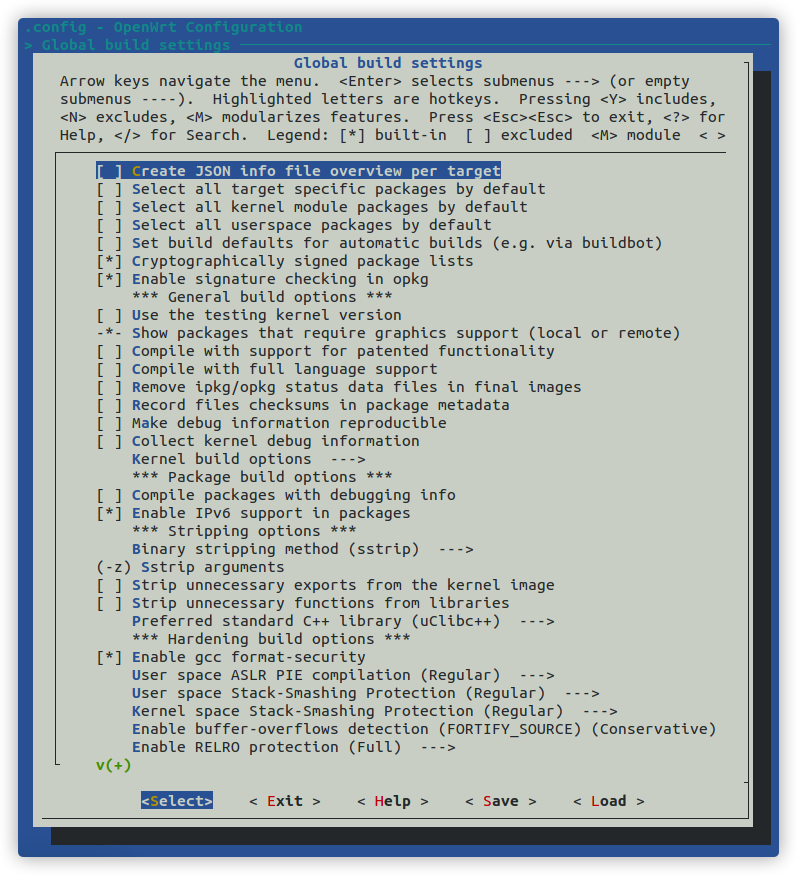 .config - OpenWrt Configuration
> Global build settings
Global build settings
Arrow keys navigate the menu.  <Enter> selects submenus ---> (or empty
submenus ----).  Highlighted letters are hotkeys.  Pressing <Y> includes,
<N> excludes, <M> modularizes features.  Press <Esc><Esc> to exit, <?> for
Help, </> for Search.  Legend: [*] built-in  [ ] excluded  <M> module  < >
[ ] Create JSON info file overview per target
[ ] Select all target specific packages by default
[ ] Select all kernel module packages by default
[ ] Select all userspace packages by default
[ ] Set build defaults for automatic builds (e.g. via buildbot)
[*] Cryptographically signed package lists
[*] Enable signature checking in opkg
*** General build options ***
[ ] Use the testing kernel version
-*- Show packages that require graphics support (local or remote)
[ ] Compile with support for patented functionality
[ ] Compile with full language support
[ ] Remove ipkg/opkg status data files in final images
[ ] Record files checksums in package metadata
[ ] Make debug information reproducible
[ ] Collect kernel debug information
Kernel build options  --->
*** Package build options ***
[ ] Compile packages with debugging info
[*] Enable IPv6 support in packages
*** Stripping options ***
Binary stripping method (sstrip)  --->
(-z) Sstrip arguments
[ ] Strip unnecessary exports from the kernel image
[ ] Strip unnecessary functions from libraries
Preferred standard C++ library (uClibc++)  --->
*** Hardening build options ***
[*] Enable gcc format-security
User space ASLR PIE compilation (Regular)  --->
User space Stack-Smashing Protection (Regular)  --->
Kernel space Stack-Smashing Protection (Regular)  --->
Enable buffer-overflows detection (FORTIFY_SOURCE) (Conservative)
Enable RELRO protection (Full)  --->
v(+)
<Select>    < Exit >    < Help >    < Save >    < Load >